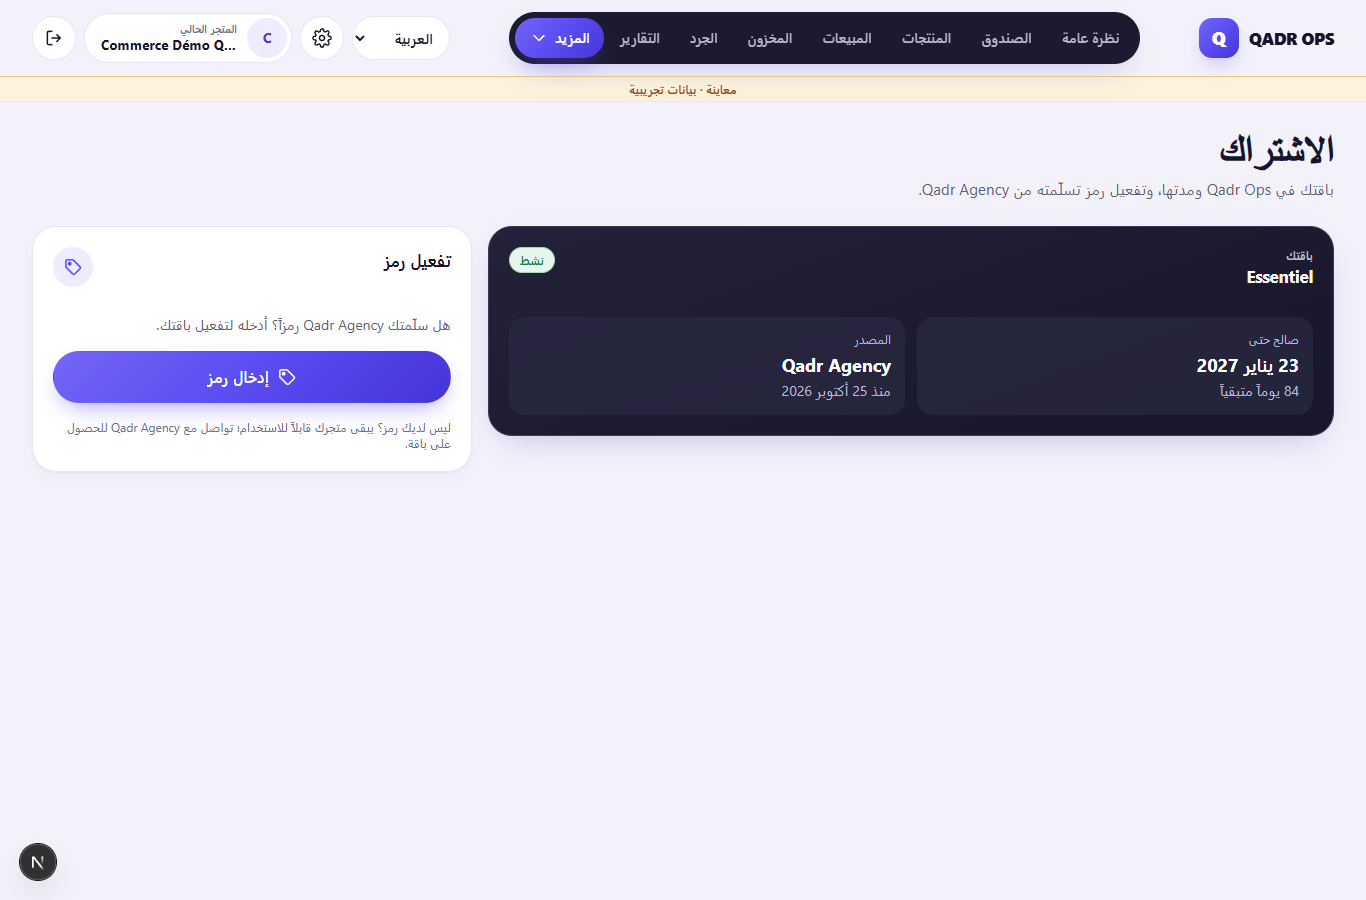 QADR OPS
Q
نظرة عامة
الصندوق
المنتجات
المبيعات
المخزون
الجرد
التقارير
المزيد
العربية
C
المتجر الحالي
Commerce Démo Q...
معاينة · بيانات تجريبية
الاشتراك
باقتك في Qadr Ops ومدتها، وتفعيل رمز تسلّمته من Qadr Agency.
باقتك
Essentiel
نشط
صالح حتى
23 يناير 2027
84 يوماً متبقياً
المصدر
Qadr Agency
منذ 25 أكتوبر 2026
تفعيل رمز
هل سلّمتك Qadr Agency رمزاً؟ أدخله لتفعيل باقتك.
إدخال رمز
ليس لديك رمز؟ يبقى متجرك قابلاً للاستخدام؛ تواصل مع Qadr Agency للحصول
على باقة.
N